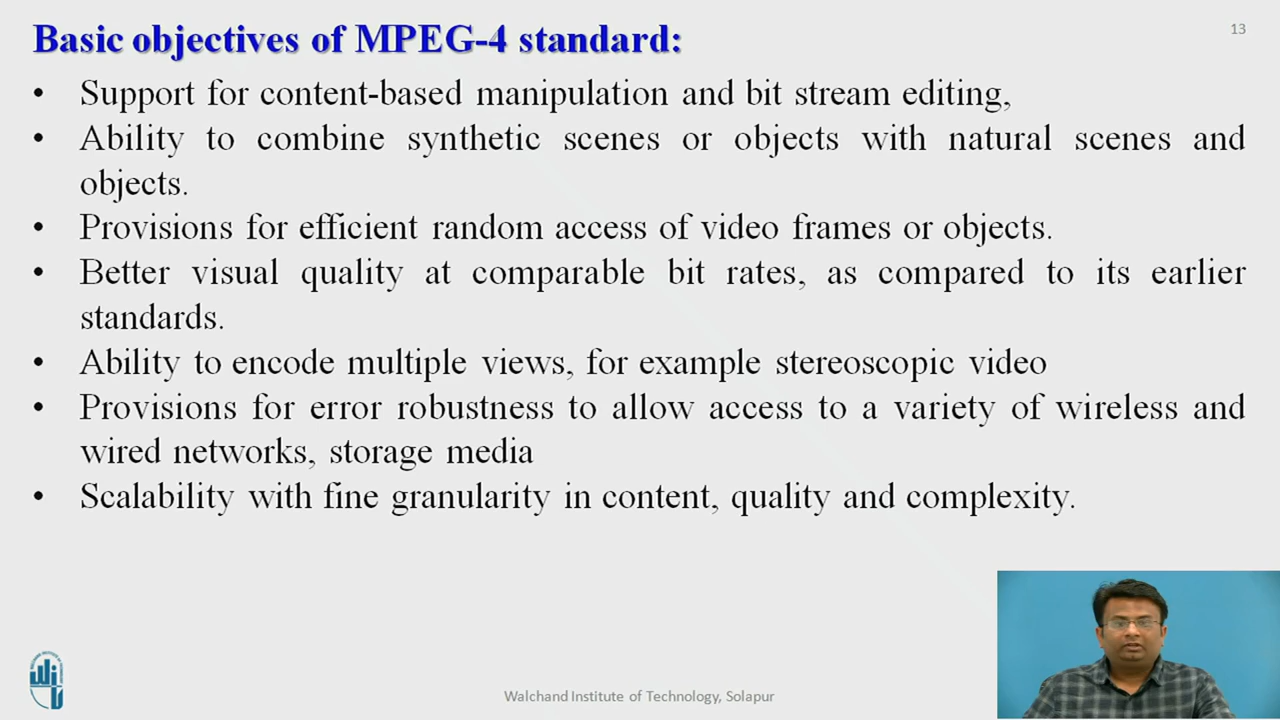 Basic objectives of MPEG-4 standard:
13
• Support for content-based manipulation and bit stream editing,
• Ability to combine synthetic scenes or objects with natural scenes and
objects.
• Provisions for efficient random access of video frames or objects.
• Better visual quality at comparable bit rates, as compared to its earlier
standards.
• Ability to encode multiple views, for example stereoscopic video
• Provisions for error robustness to allow access to a variety of wireless and
wired networks, storage media
• Scalability with fine granularity in content, quality and complexity.
Walchand Institute of Technology, Solapur